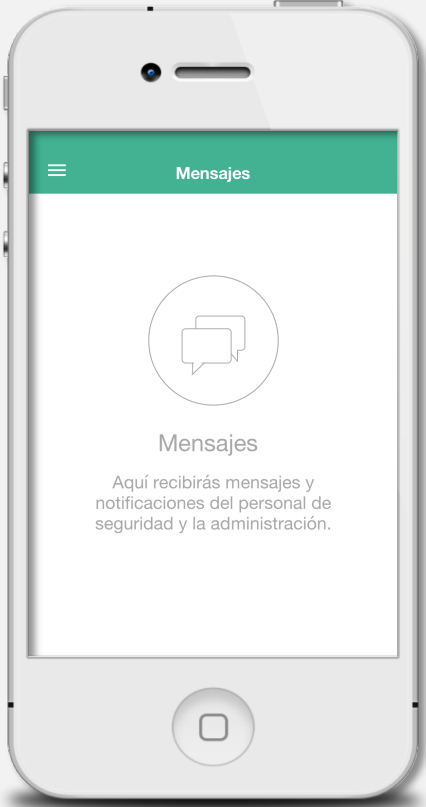 Mensajes
Mensajes
Aquí recibirás mensajes y
notificaciones del personal de
seguridad y la administración.